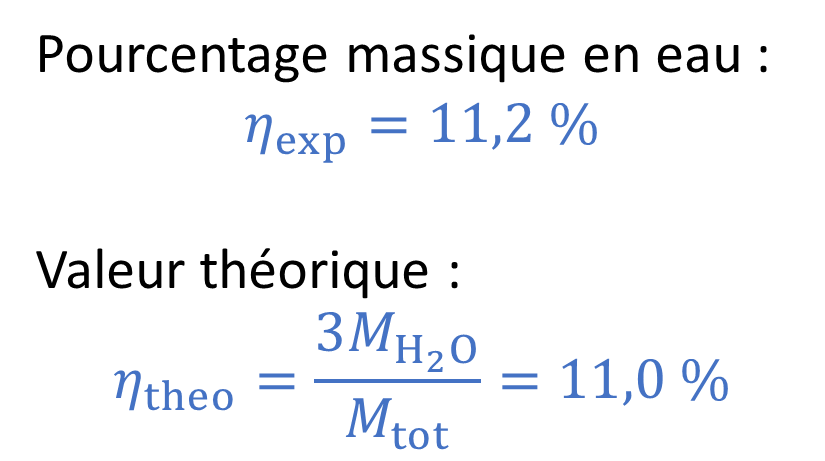 Pourcentage massique en eau :
η_exp = 11,2 %
Valeur théorique :
η_theo = 3M_H₂O / M_tot = 11,0 %